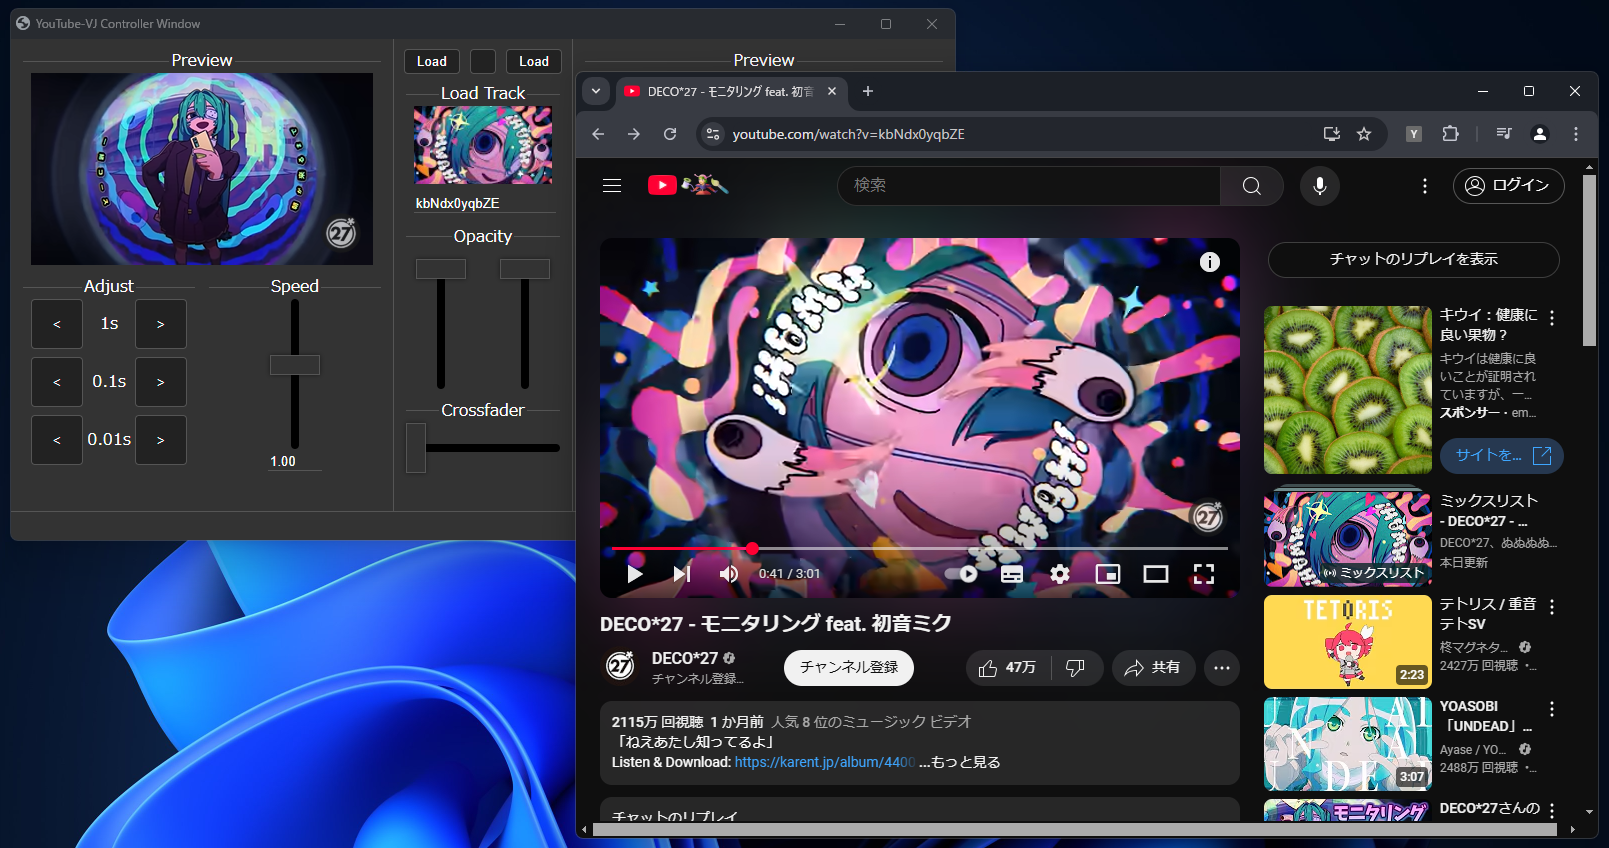 YouTube-VJ Controller Window
Preview
Load
Load
Preview
Load Track
kbNdx0yqbZE
Opacity
Adjust
Speed
< 1s >
< 0.1s >
< 0.01s >
1.00
Crossfader
DECO*27 - モニタリング feat. 初音
youtube.com/watch?v=kbNdx0yqbZE
Y
検索
ログイン
27
27
0:41 / 3:01
DECO*27 - モニタリング feat. 初音ミク
27
DECO*27
チャンネル登録...
チャンネル登録
47万
共有
2115万 回視聴 1 か月前 人気 8 位のミュージック ビデオ
「ねえあたし知ってるよ」
Listen & Download: https://karent.jp/album/4400 ...もっと見る
チャットのリプレイ
チャットのリプレイを表示
キウイ：健康に
良い果物？
キウイは健康に良
いことが証明され
ていますが、一...
スポンサー・em...
サイトを...
ミックスリスト
ミックスリスト
- DECO*27 - ...
DECO*27、ぬぬぬぬ...
本日更新
TETORIS
2:23
テトリス / 重音
テトSV
柊マグネタ...
2427万 回視聴 ・...
3:07
YOASOBI
「UNDEAD」...
Ayase / YO...
2488万 回視聴 ・...
モニタリング
DECO*27さんの